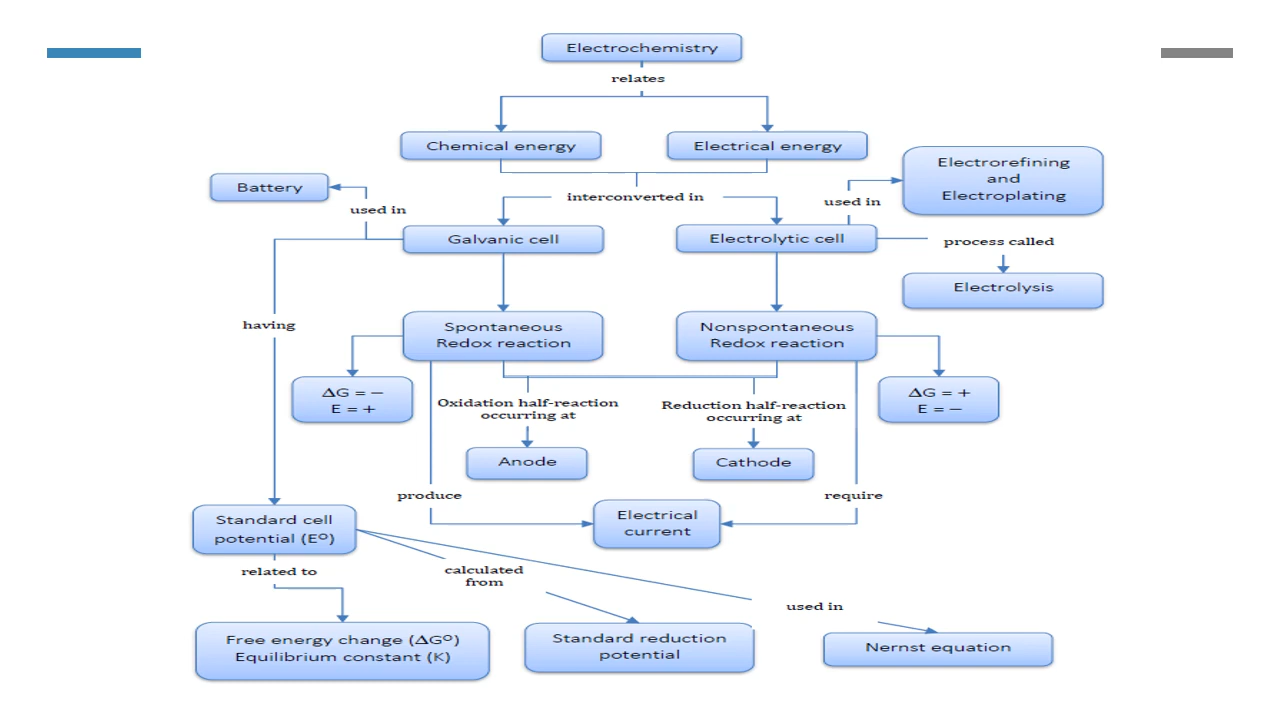 Electrochemistry
relates
Chemical energy
Electrical energy
Electrorefining
and
Electroplating
Battery
used in
interconverted in
used in
Galvanic cell
Electrolytic cell
process called
Electrolysis
having
Spontaneous
Redox reaction
Nonspontaneous
Redox reaction
ΔG = −
E = +
Oxidation half-reaction
occurring at
Reduction half-reaction
occurring at
ΔG = +
E = −
Anode
Cathode
produce
require
Electrical
current
Standard cell
potential (Eᴼ)
related to
calculated
from
used in
Free energy change (ΔGᴼ)
Equilibrium constant (K)
Standard reduction
potential
Nernst equation